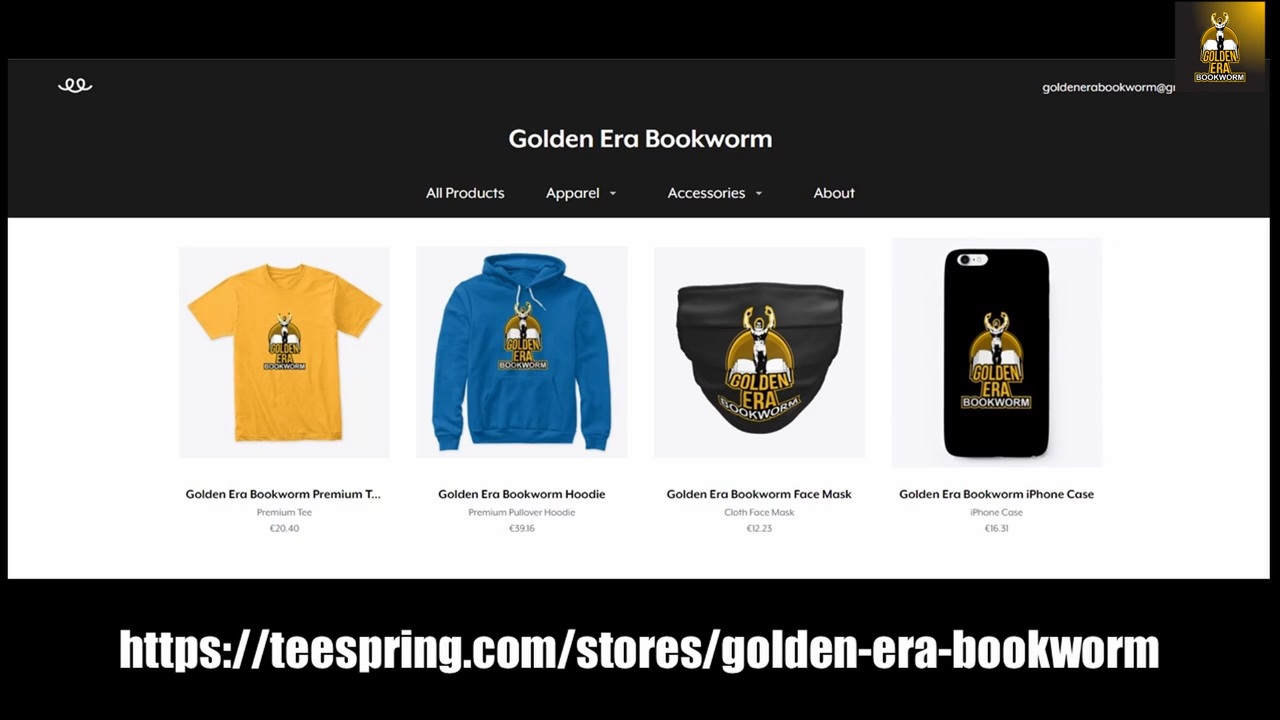 GOLDEN
ERA
BOOKWORM
goldenerabookworm@g
Golden Era Bookworm
All Products
Apparel
Accessories
About
GOLDEN
ERA
BOOKWORM
GOLDEN
ERA
BOOKWORM
GOLDEN
ERA
BOOKWORM
GOLDEN
ERA
BOOKWORM
Golden Era Bookworm Premium T...
Golden Era Bookworm Hoodie
Golden Era Bookworm Face Mask
Golden Era Bookworm iPhone Case
Premium Tee
Premium Pullover Hoodie
Cloth Face Mask
iPhone Case
€20.40
€39.16
€12.23
€16.31
https://teespring.com/stores/golden-era-bookworm